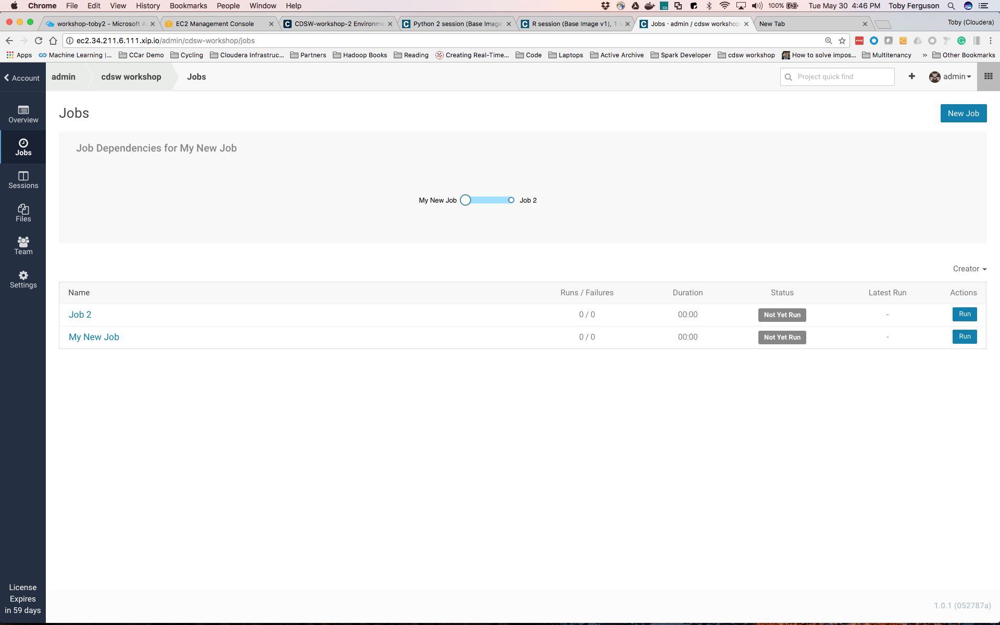 Chrome File Edit View History Bookmarks People Window Help 100% Tue May 30 4:46 PM Toby Ferguson
workshop-toby2 - Microsoft A EC2 Management Console CDSW-workshop-2 Environme Python 2 session (Base Image R session (Base Image v1), 1 v Jobs · admin / cdsw workshop New Tab Toby (Cloudera)
ec2.34.211.6.111.xip.io/admin/cdsw-workshop/jobs
Apps Machine Learning |... CCar Demo Cycling Cloudera Infrastruc... Partners Hadoop Books Reading Creating Real-Time... Code Laptops Active Archive Spark Developer cdsw workshop How to solve impos... Multitenancy » Other Bookmarks
Account admin cdsw workshop Jobs Project quick find admin
Overview
Jobs
Sessions
Files
Team
Settings
License
Expires
in 59 days
Jobs New Job
Job Dependencies for My New Job
My New Job Job 2
Creator
Name Runs / Failures Duration Status Latest Run Actions
Job 2 0 / 0 00:00 Not Yet Run - Run
My New Job 0 / 0 00:00 Not Yet Run - Run
1.0.1 (052787a)